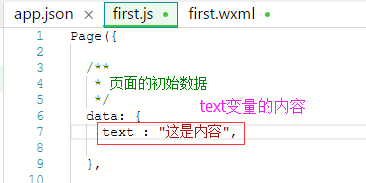 app.json first.js first.wxml
1 Page({
2
3 /**
4 * 页面的初始数据
5 */
text变量的内容
6 data: {
7 text : "这是内容",
8
9 },
10